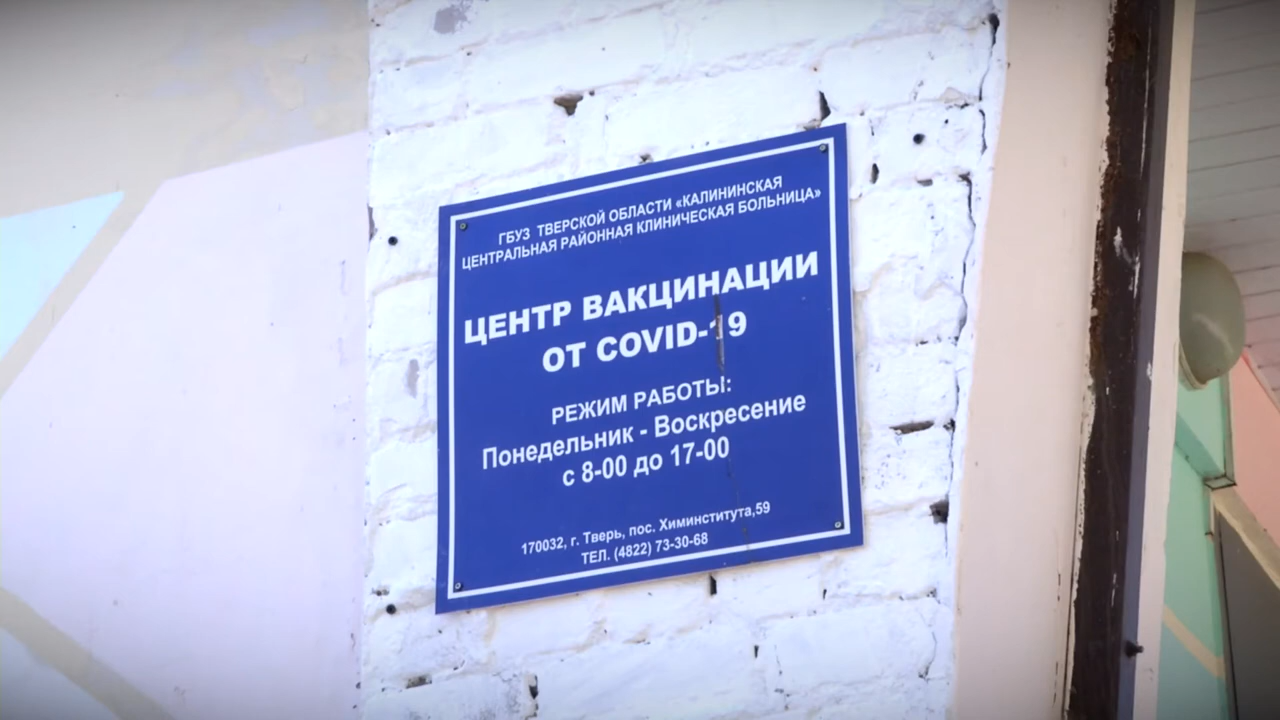 ГБУЗ ТВЕРСКОЙ ОБЛАСТИ «КАЛИНИНСКАЯ
ЦЕНТРАЛЬНАЯ РАЙОННАЯ КЛИНИЧЕСКАЯ БОЛЬНИЦА»
ЦЕНТР ВАКЦИНАЦИИ
ОТ COVID-19
РЕЖИМ РАБОТЫ:
Понедельник - Воскресение
с 8-00 до 17-00
170032, г. Тверь, пос. Химинститута,59
ТЕЛ. (4822) 73-30-68